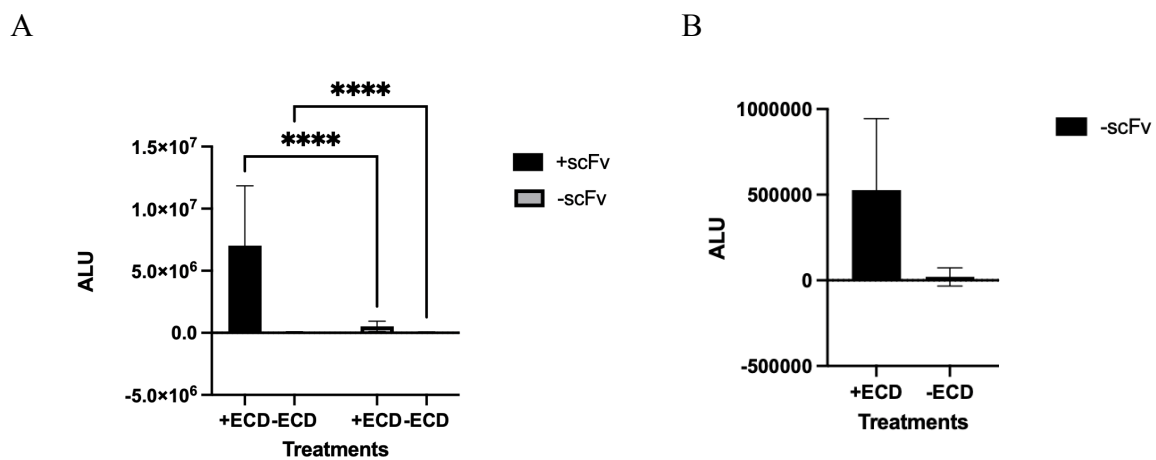 A
****
****
1.5×10⁷
1.0×10⁷
5.0×10⁶
0.0
-5.0×10⁶
ALU
+ECD-ECD
+ECD-ECD
Treatments
+scFv
-scFv
B
1000000
500000
0
-500000
ALU
+ECD
-ECD
Treatments
-scFv